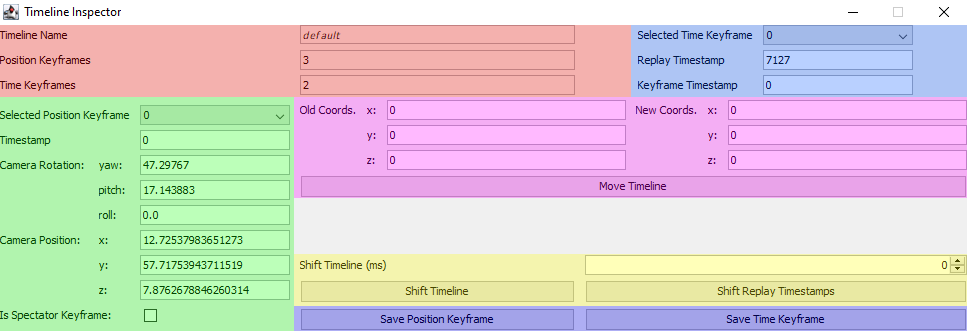 Timeline Inspector
Timeline Name default
Position Keyframes 3
Time Keyframes 2
Selected Time Keyframe 0
Replay Timestamp 7127
Keyframe Timestamp 0
Selected Position Keyframe 0
Timestamp 0
Camera Rotation: yaw: 47.29767
pitch: 17.143883
roll: 0.0
Camera Position: x: 12.72537983651273
y: 57.71753943711519
z: 7.8762678846260314
Is Spectator Keyframe:
Old Coords. x: 0
y: 0
z: 0
New Coords. x: 0
y: 0
z: 0
Move Timeline
Shift Timeline (ms) 0
Shift Timeline Shift Replay Timestamps
Save Position Keyframe Save Time Keyframe